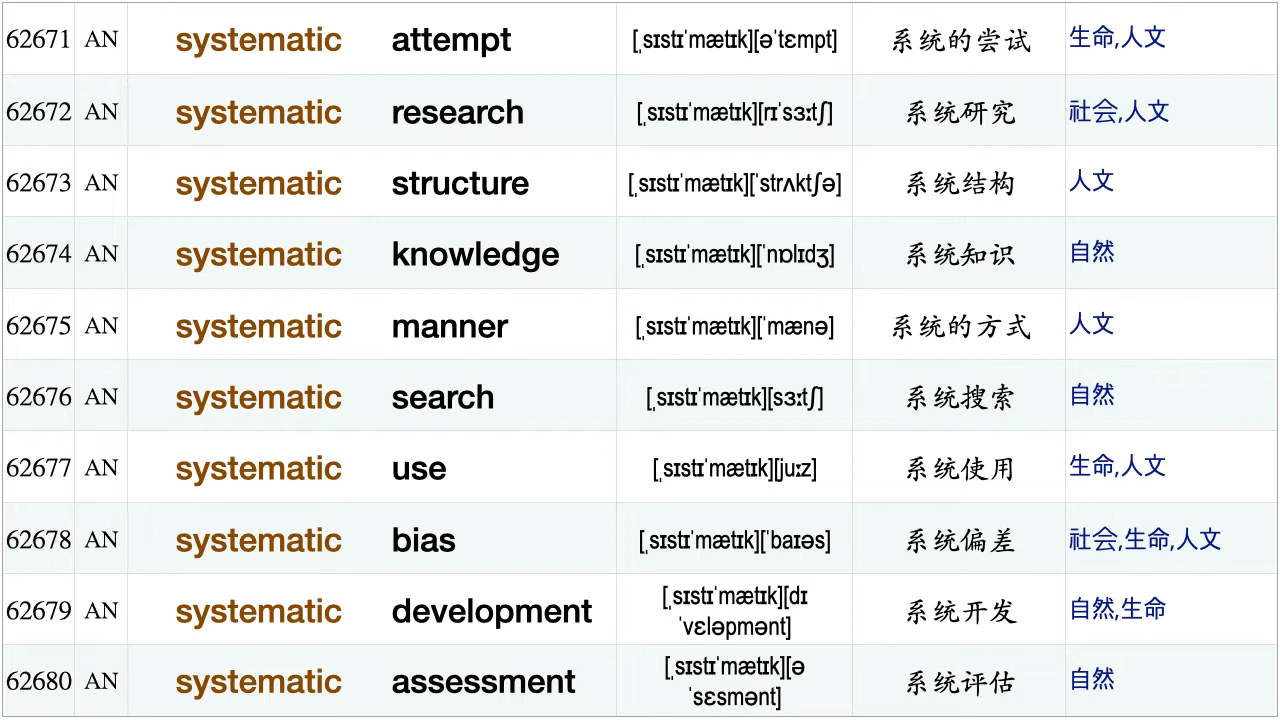 62671 AN systematic attempt [ˌsɪstɪˈmætɪk][əˈtɛmpt] 系统的尝试 生命,人文
62672 AN systematic research [ˌsɪstɪˈmætɪk][rɪˈsɜːtʃ] 系统研究 社会,人文
62673 AN systematic structure [ˌsɪstɪˈmætɪk][ˈstrʌktʃə] 系统结构 人文
62674 AN systematic knowledge [ˌsɪstɪˈmætɪk][ˈnɒlɪdʒ] 系统知识 自然
62675 AN systematic manner [ˌsɪstɪˈmætɪk][ˈmænə] 系统的方式 人文
62676 AN systematic search [ˌsɪstɪˈmætɪk][sɜːtʃ] 系统搜索 自然
62677 AN systematic use [ˌsɪstɪˈmætɪk][juːz] 系统使用 生命,人文
62678 AN systematic bias [ˌsɪstɪˈmætɪk][ˈbaɪəs] 系统偏差 社会,生命,人文
62679 AN systematic development [ˌsɪstɪˈmætɪk][dɪ
ˈvɛləpmənt] 系统开发 自然,生命
62680 AN systematic assessment [ˌsɪstɪˈmætɪk][ə
ˈsɛsmənt] 系统评估 自然